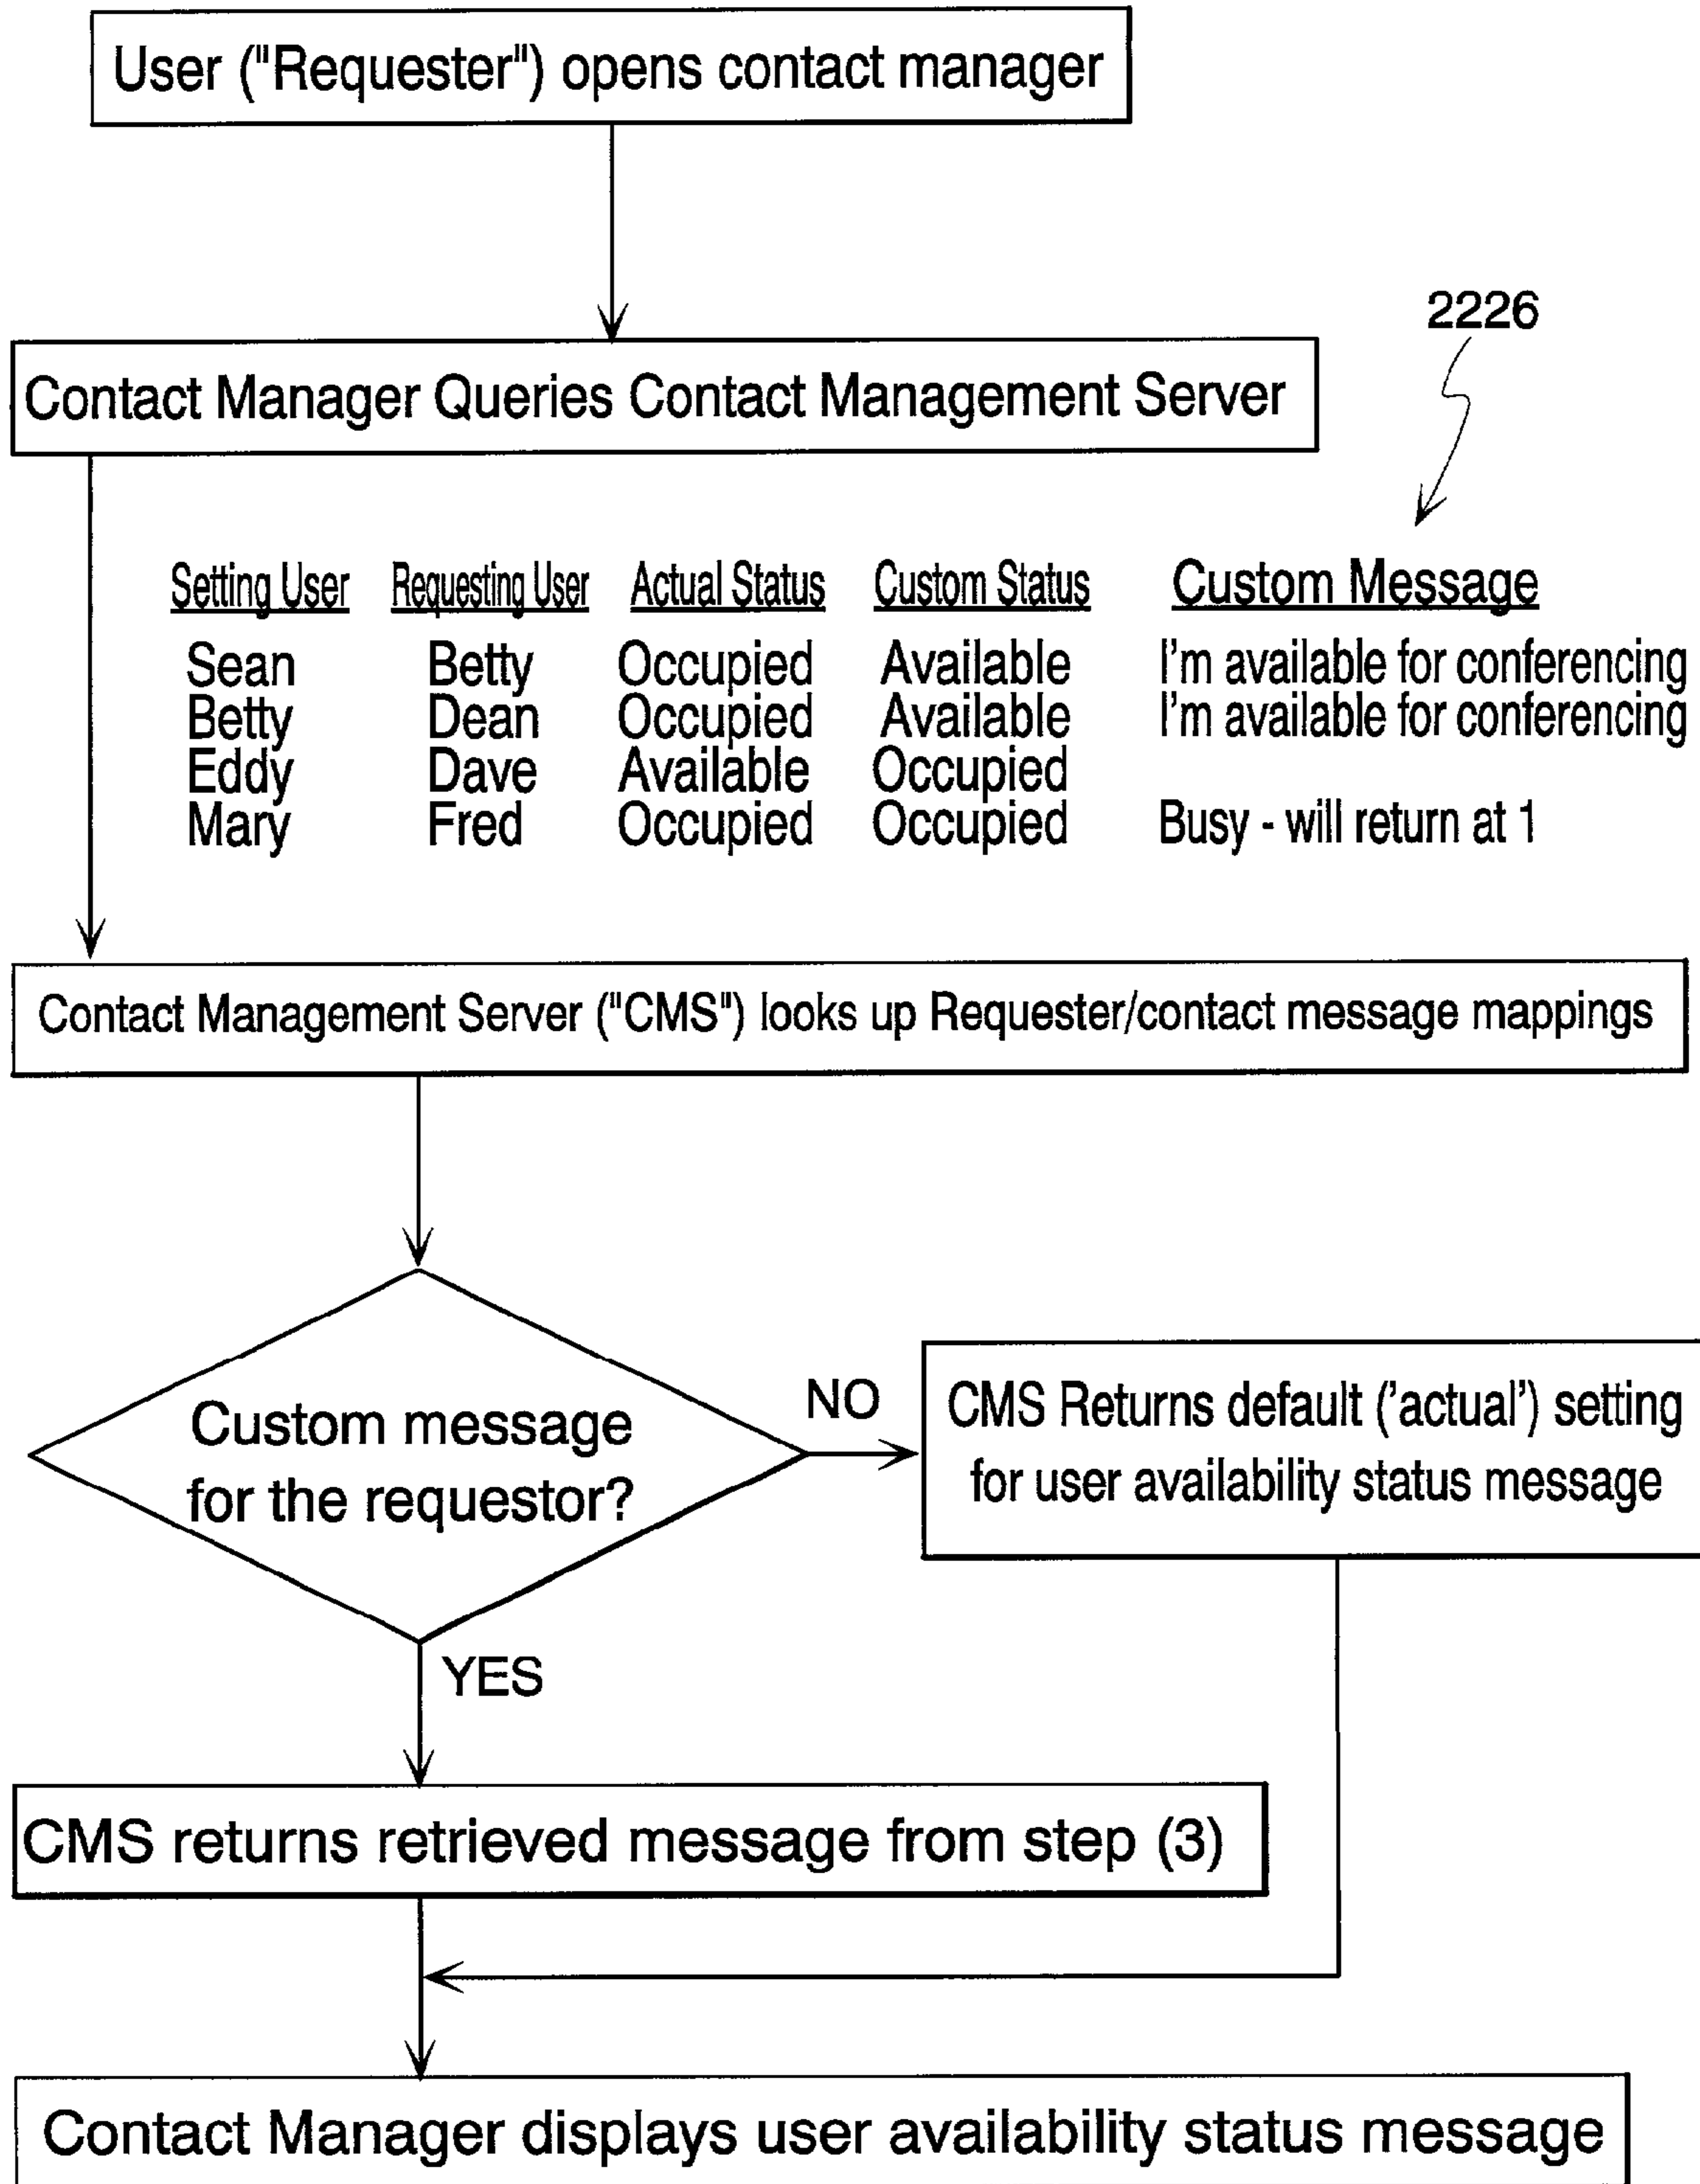 User ("Requester") opens contact manager
2226
Contact Manager Queries Contact Management Server
Setting User Requesting User Actual Status Custom Status Custom Message
Sean Betty Occupied Available I'm available for conferencing
Betty Dean Occupied Available I'm available for conferencing
Eddy Dave Available Occupied
Mary Fred Occupied Occupied Busy - will return at 1
Contact Management Server ("CMS") looks up Requester/contact message mappings
Custom message
for the requestor?
NO
CMS Returns default ('actual') setting
for user availability status message
YES
CMS returns retrieved message from step (3)
Contact Manager displays user availability status message